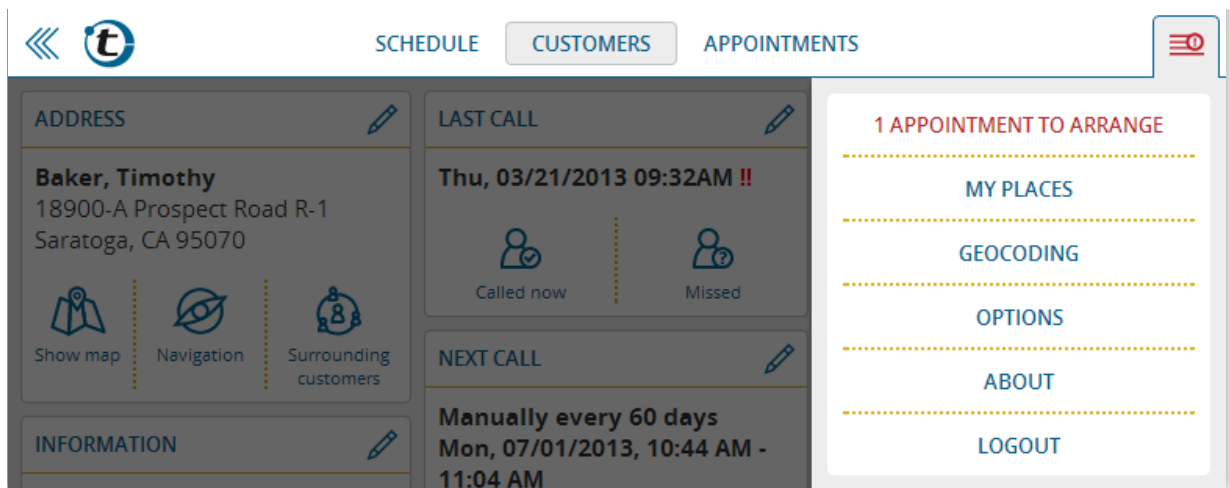 t
SCHEDULE
CUSTOMERS
APPOINTMENTS
ADDRESS
Baker, Timothy
18900-A Prospect Road R-1
Saratoga, CA 95070
Show map
Navigation
Surrounding
customers
INFORMATION
LAST CALL
Thu, 03/21/2013 09:32AM !!
Called now
Missed
NEXT CALL
Manually every 60 days
Mon, 07/01/2013, 10:44 AM -
11:04 AM
1 APPOINTMENT TO ARRANGE
MY PLACES
GEOCODING
OPTIONS
ABOUT
LOGOUT